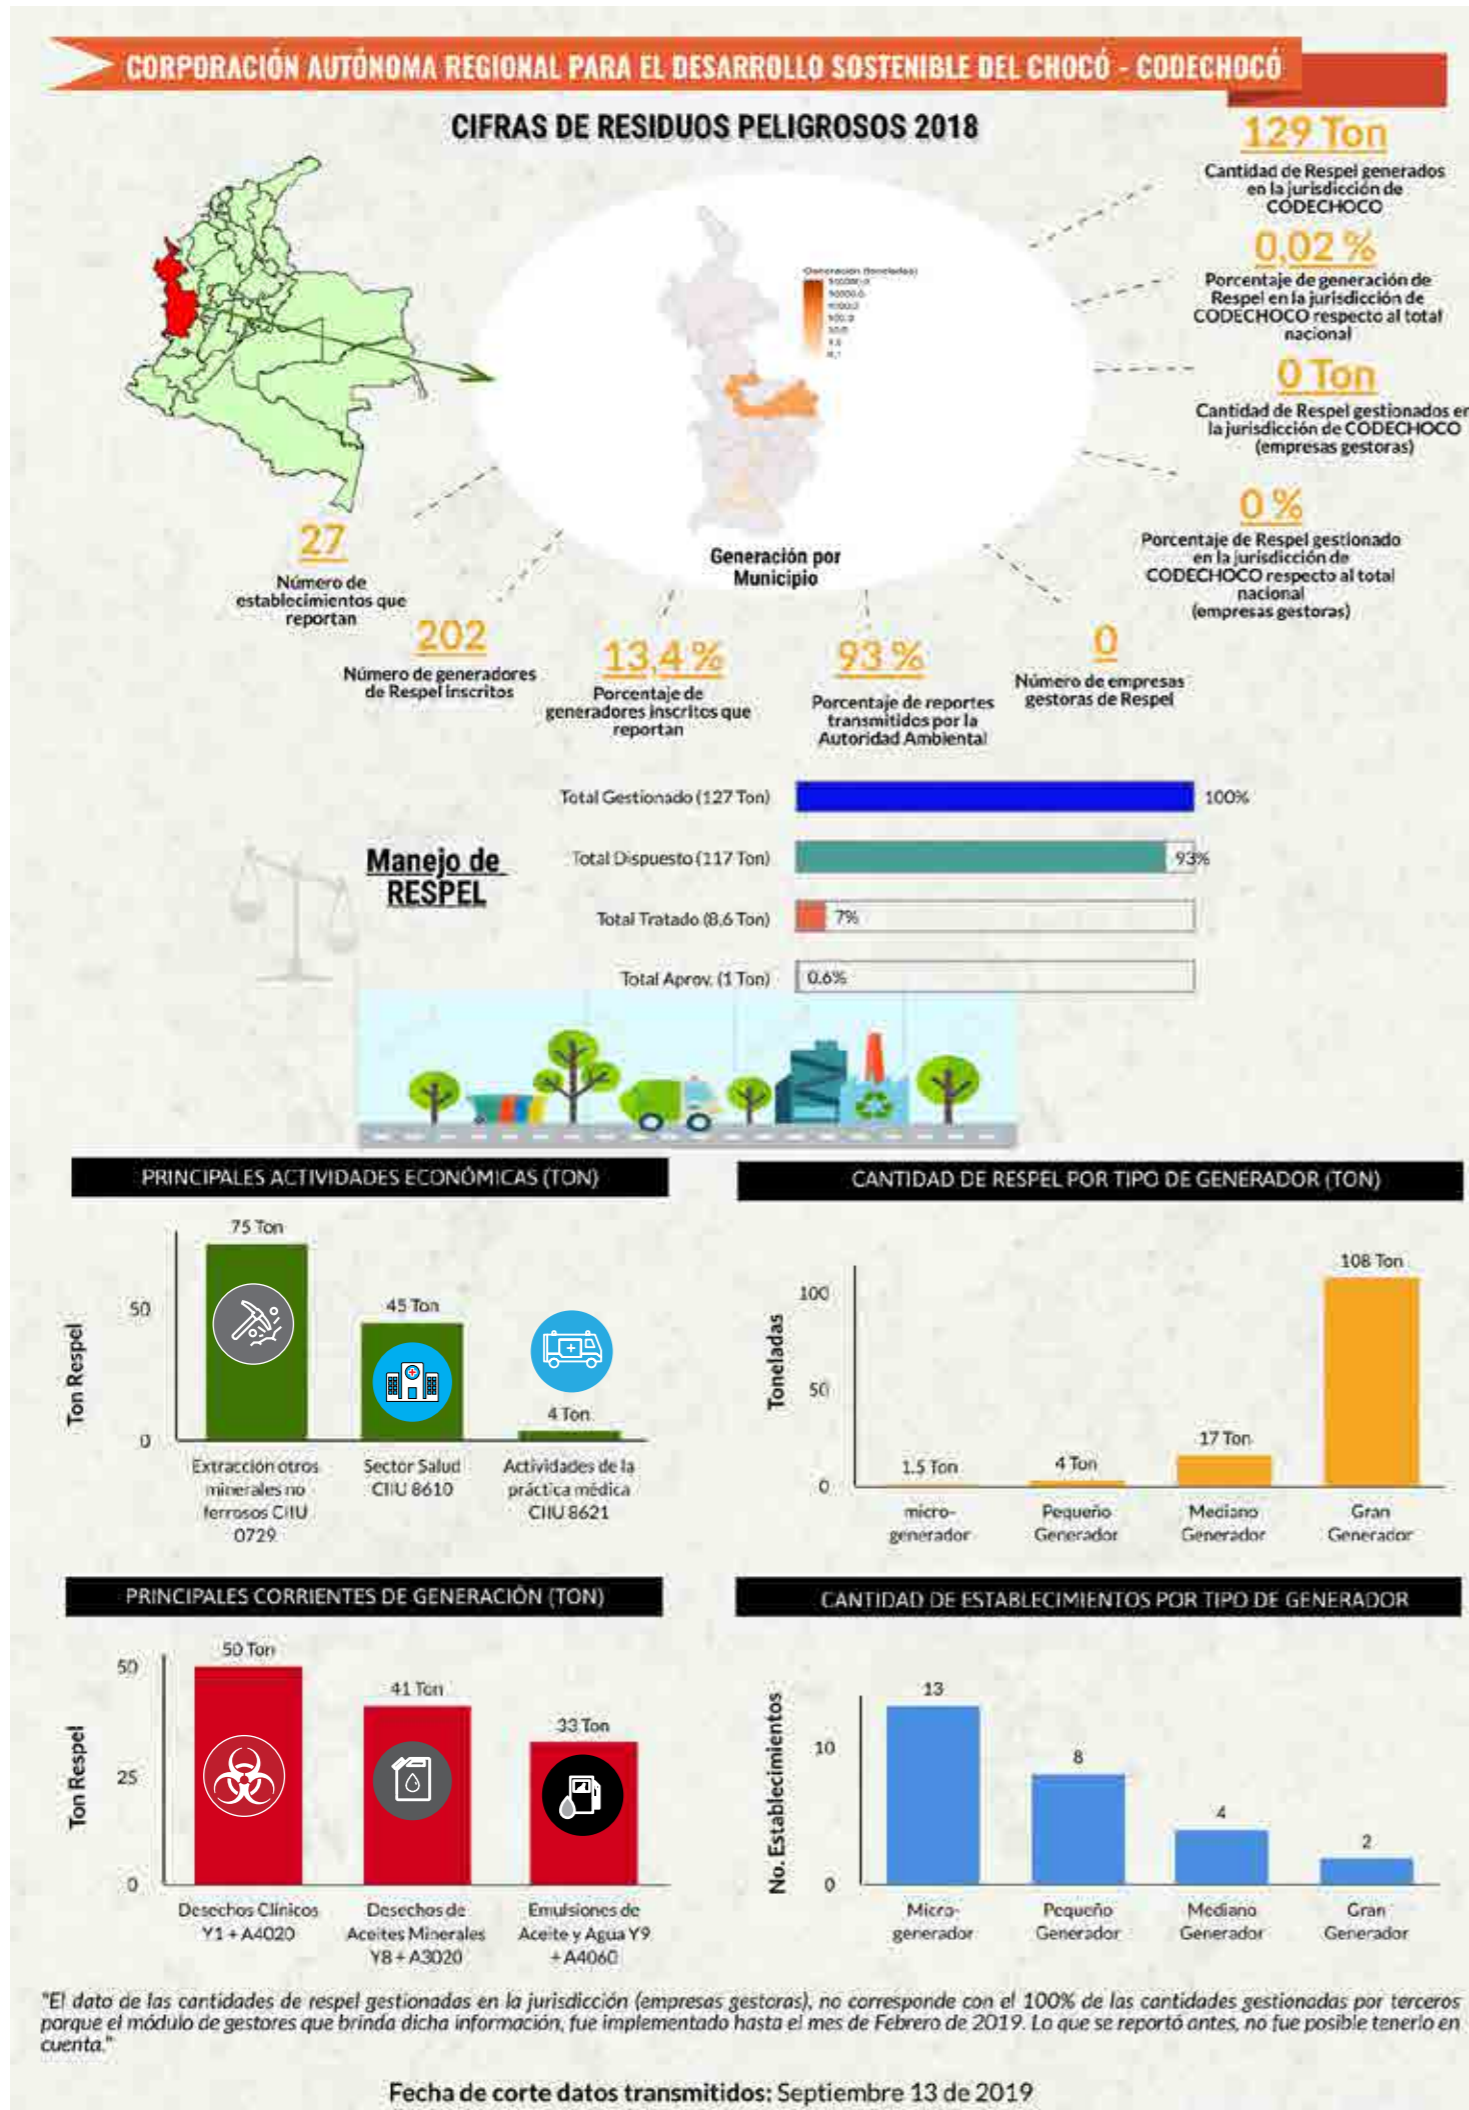 CORPORACIÓN AUTÓNOMA REGIONAL PARA EL DESARROLLO SOSTENIBLE DEL CHOCÓ - CODECHOCÓ
CIFRAS DE RESIDUOS PELIGROSOS 2018
129 Ton
Cantidad de Respel generados
en la jurisdicción de
CODECHOCO
0,02 %
Porcentaje de generación de
Respel en la jurisdicción de
CODECHOCO respecto al total
nacional
0 Ton
Cantidad de Respel gestionados en
la jurisdicción de CODECHOCO
(empresas gestoras)
0 %
Porcentaje de Respel gestionado
en la jurisdicción de
CODECHOCO respecto al total
nacional
(empresas gestoras)
Generación (toneladas)
Generación por
Municipio
27
Número de
establecimientos que
reportan
202
Número de generadores
de Respel inscritos
13,4 %
Porcentaje de
generadores inscritos que
reportan
93 %
Porcentaje de reportes
transmitidos por la
Autoridad Ambiental
0
Número de empresas
gestoras de Respel
Manejo de
RESPEL
Total Gestionado (127 Ton) 100%
Total Dispuesto (117 Ton) 93%
Total Tratado (8.6 Ton) 7%
Total Aprov. (1 Ton) 0.6%
PRINCIPALES ACTIVIDADES ECONÓMICAS (TON)
Ton Respel
50
0
75 Ton
45 Ton
4 Ton
Extracción otros
minerales no
ferrosos CIIU
0729
Sector Salud
CIIU 8610
Actividades de la
práctica médica
CIIU 8621
CANTIDAD DE RESPEL POR TIPO DE GENERADOR (TON)
Toneladas
100
50
0
1.5 Ton
4 Ton
17 Ton
108 Ton
micro-
generador
Pequeño
Generador
Mediano
Generador
Gran
Generador
PRINCIPALES CORRIENTES DE GENERACIÓN (TON)
Ton Respel
50
25
0
50 Ton
41 Ton
33 Ton
Desechos Clínicos
Y1 + A4020
Desechos de
Aceites Minerales
Y8 + A3020
Emulsiones de
Aceite y Agua Y9
+ A4060
CANTIDAD DE ESTABLECIMIENTOS POR TIPO DE GENERADOR
No. Establecimientos
10
0
13
8
4
2
Micro-
generador
Pequeño
Generador
Mediano
Generador
Gran
Generador
"El dato de las cantidades de respel gestionadas en la jurisdicción (empresas gestoras), no corresponde con el 100% de las cantidades gestionadas por terceros
porque el módulo de gestores que brinda dicha información, fue implementado hasta el mes de Febrero de 2019. Lo que se reportó antes, no fue posible tenerlo en
cuenta."
Fecha de corte datos transmitidos: Septiembre 13 de 2019